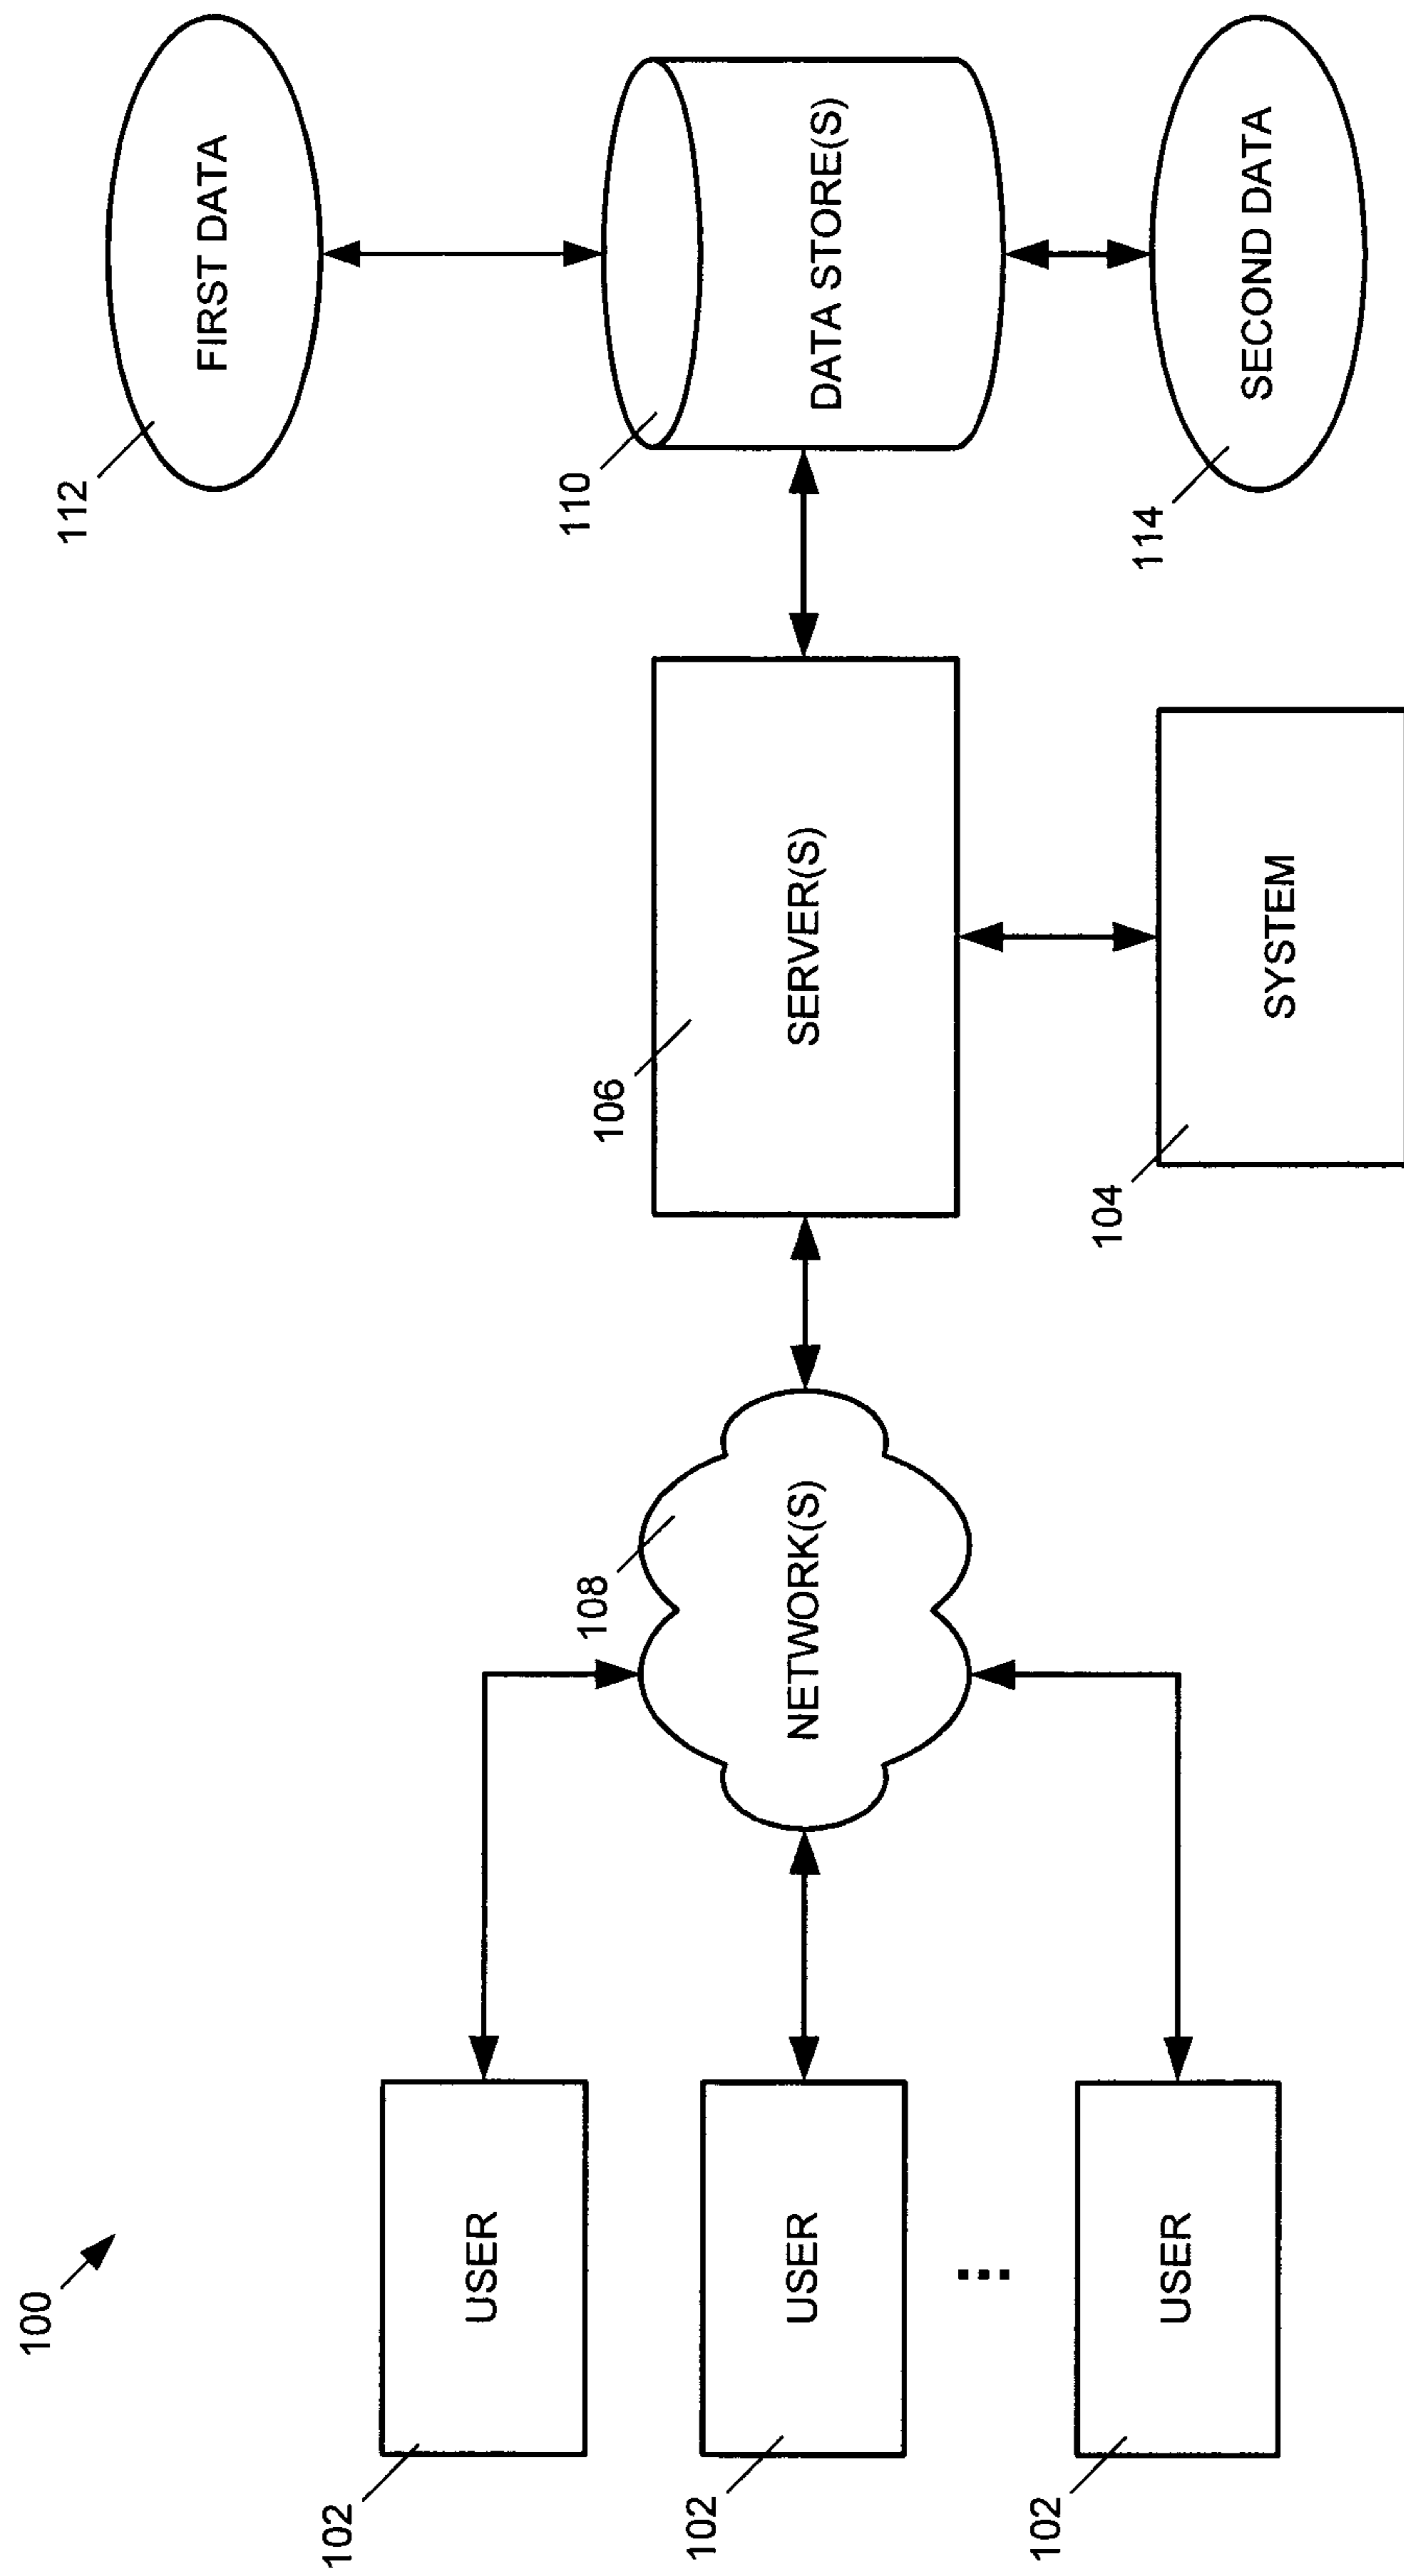 100
102
USER
102
USER
...
102
USER
108
NETWORK(S)
106
SERVER(S)
104
SYSTEM
112
FIRST DATA
110
DATA STORE(S)
114
SECOND DATA